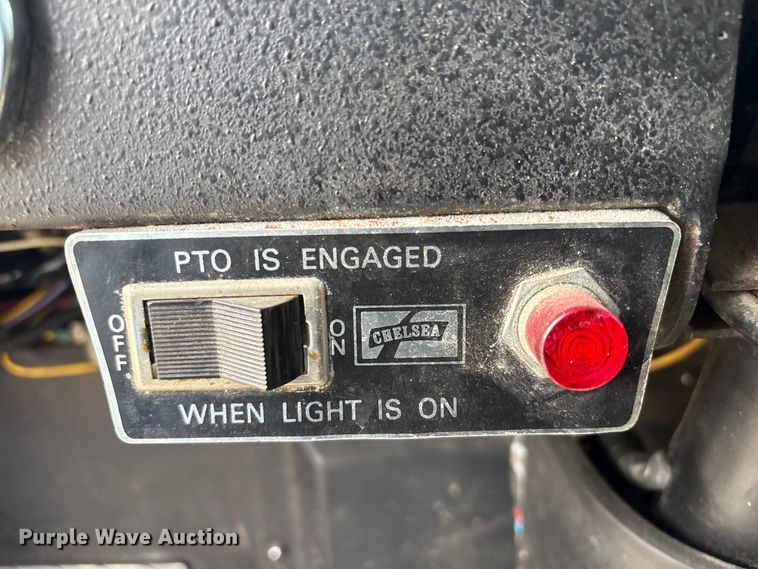 PTO IS ENGAGED
OFF
ON
CHELSEA
WHEN LIGHT IS ON
Purple Wave Auction